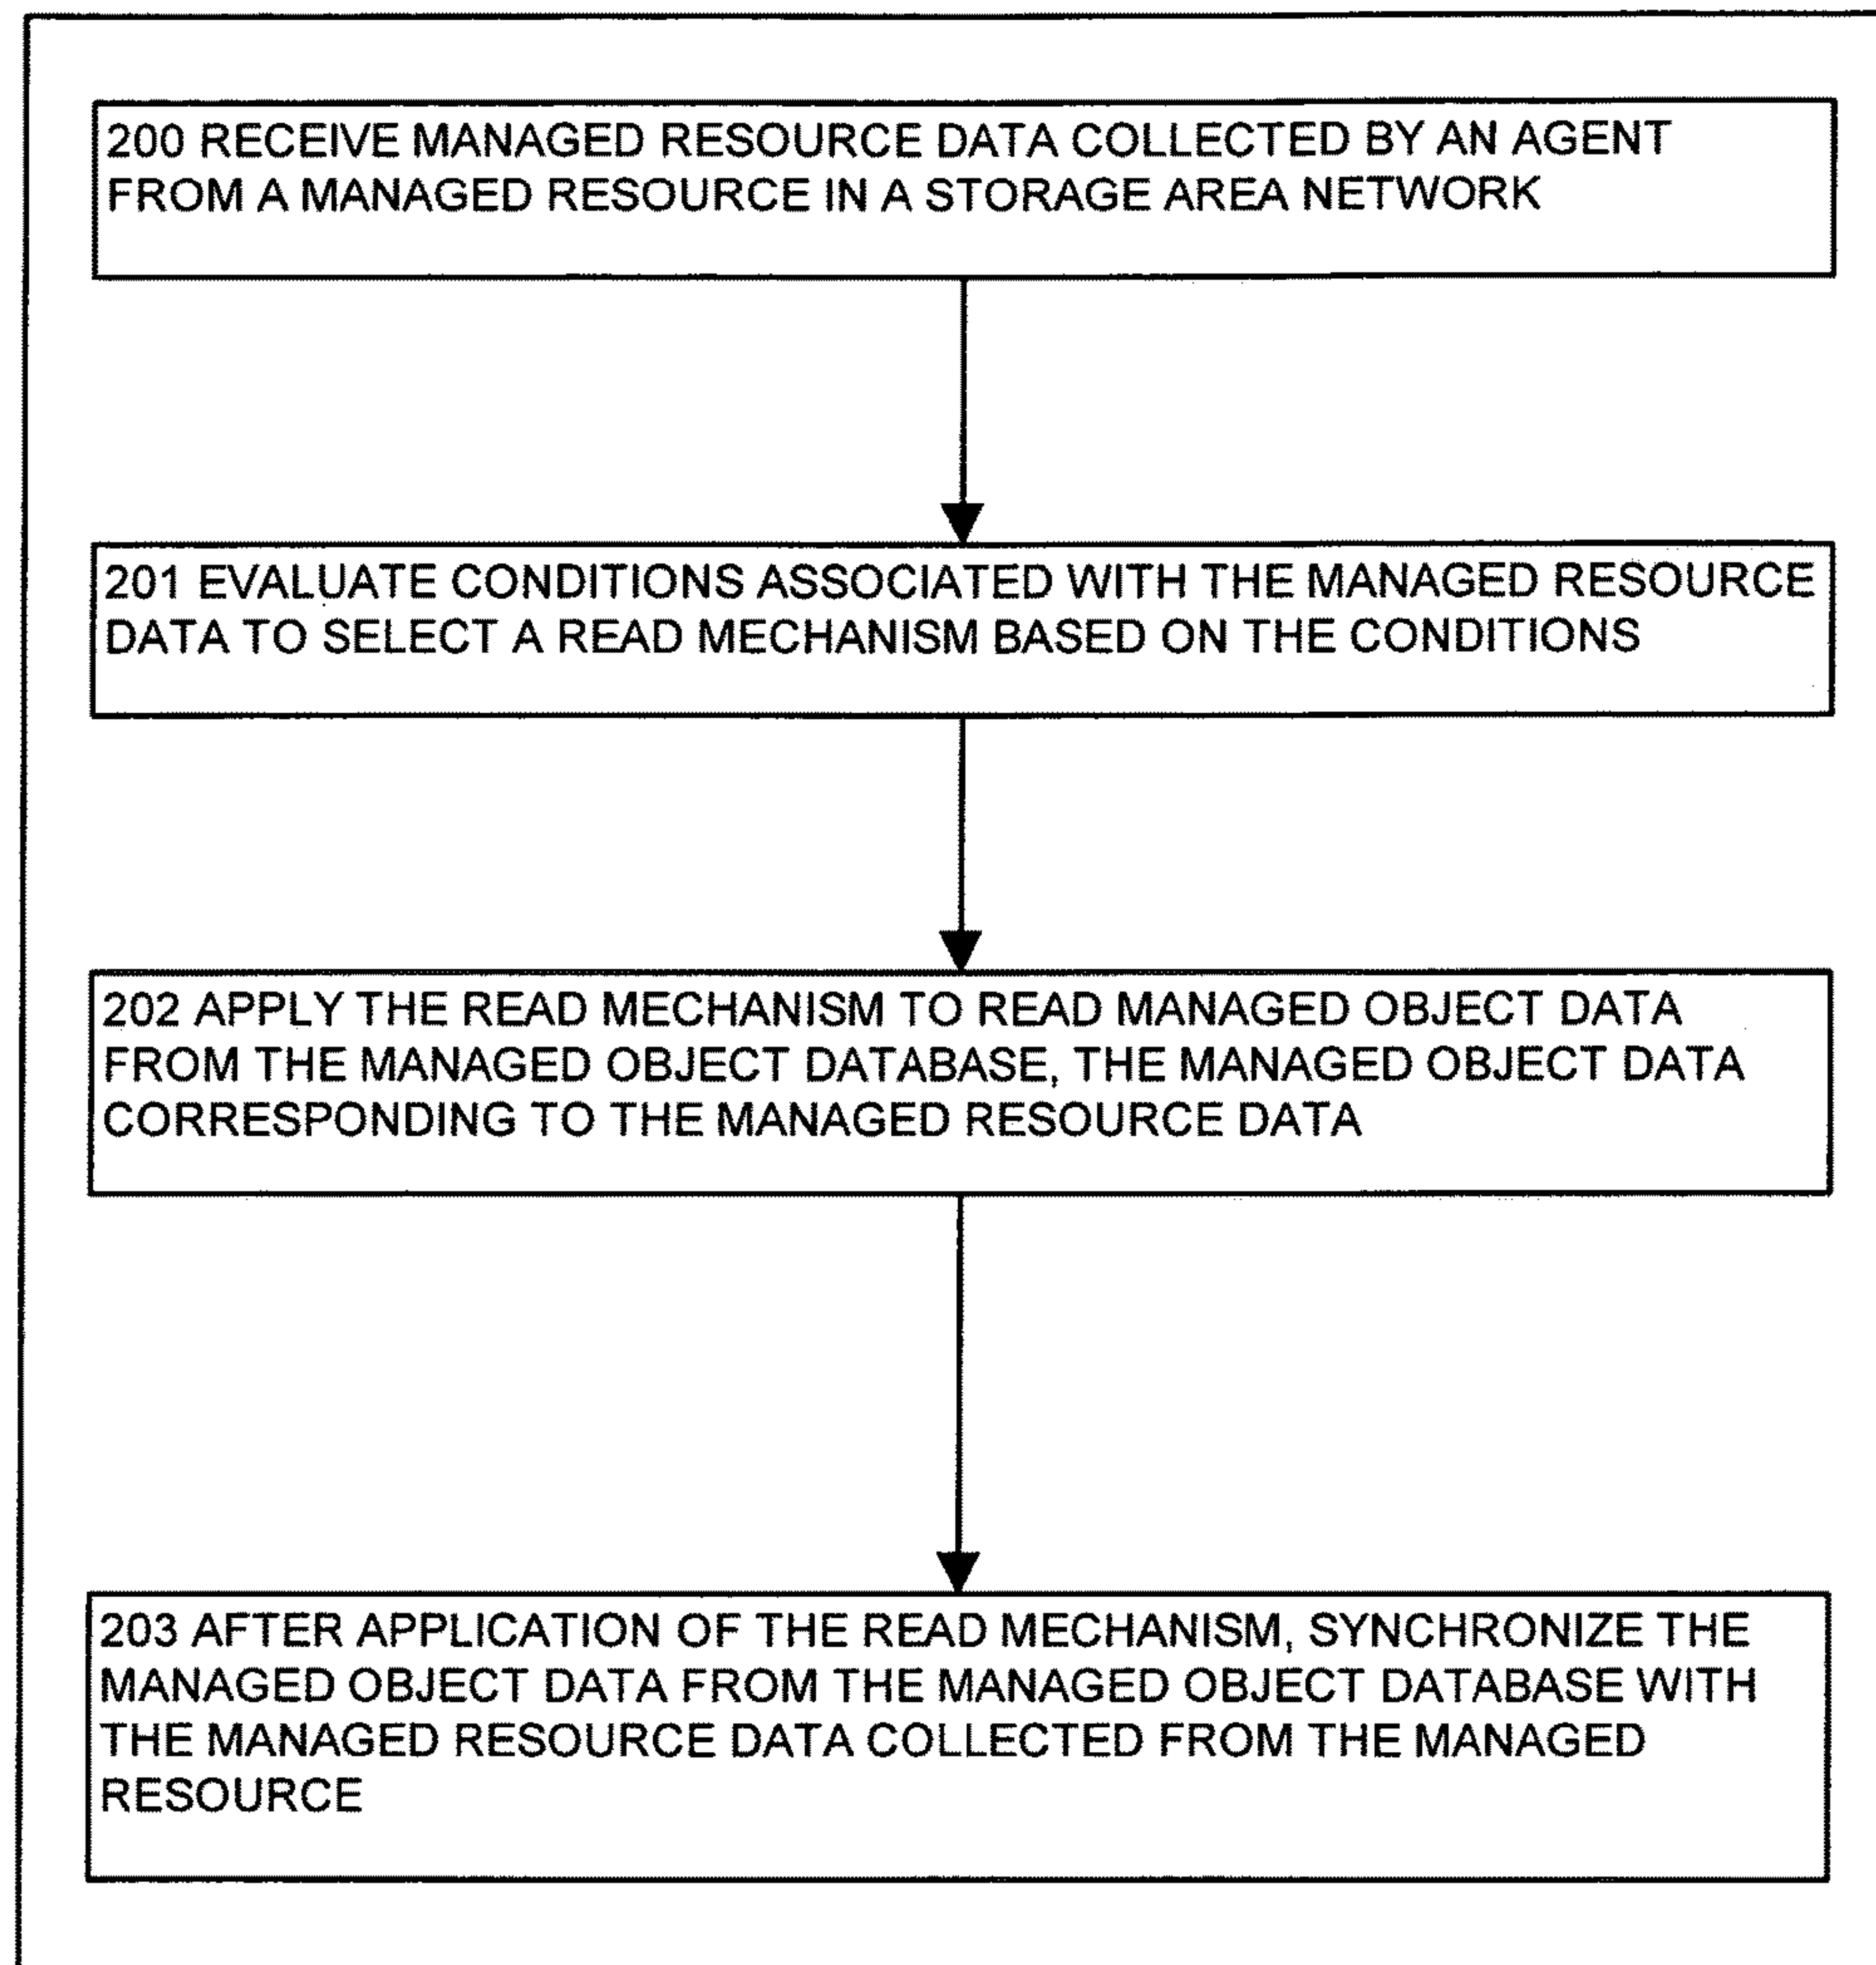 200 RECEIVE MANAGED RESOURCE DATA COLLECTED BY AN AGENT
FROM A MANAGED RESOURCE IN A STORAGE AREA NETWORK
201 EVALUATE CONDITIONS ASSOCIATED WITH THE MANAGED RESOURCE
DATA TO SELECT A READ MECHANISM BASED ON THE CONDITIONS
202 APPLY THE READ MECHANISM TO READ MANAGED OBJECT DATA
FROM THE MANAGED OBJECT DATABASE, THE MANAGED OBJECT DATA
CORRESPONDING TO THE MANAGED RESOURCE DATA
203 AFTER APPLICATION OF THE READ MECHANISM, SYNCHRONIZE THE
MANAGED OBJECT DATA FROM THE MANAGED OBJECT DATABASE WITH
THE MANAGED RESOURCE DATA COLLECTED FROM THE MANAGED
RESOURCE